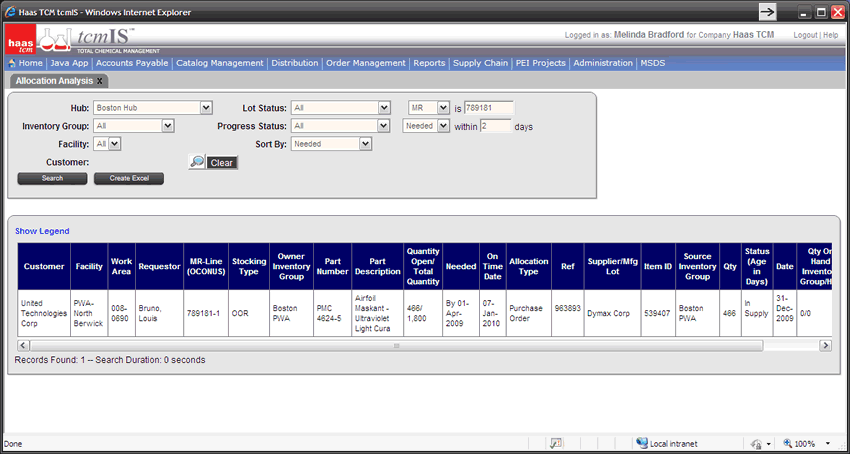 Haas TCM tcmIS - Windows Internet Explorer
haas tcm
tcmIS™
TOTAL CHEMICAL MANAGEMENT
Logged in as: Melinda Bradford for Company Haas TCM Logout | Help
Home | Java App | Accounts Payable | Catalog Management | Distribution | Order Management | Reports | Supply Chain | PEI Projects | Administration | MSDS
Allocation Analysis x
Hub: Boston Hub Lot Status: All MR is 789181
Inventory Group: All Progress Status: All Needed within 2 days
Facility: All Sort By: Needed
Customer: Clear
Search Create Excel
Show Legend
Customer Facility Work Area Requestor MR-Line (OCONUS) Stocking Type Owner Inventory Group Part Number Part Description Quantity Open/ Total Quantity Needed On Time Date Allocation Type Ref Supplier/Mfg Lot Item ID Source Inventory Group Qty Status (Age in Days) Date Qty On Hand Invento Group/H
United Technologies Corp PWA-North Berwick 008-0690 Bruno, Louis 789181-1 OOR Boston PWA PMC 4624-5 Airfoil Maskant - Ultraviolet Light Cura 466/ 1,800 By 01-Apr-2009 07-Jan-2010 Purchase Order 963893 Dymax Corp 539407 Boston PWA 466 In Supply 31-Dec-2009 0/0
Records Found: 1 -- Search Duration: 0 seconds
Done Local intranet 100%